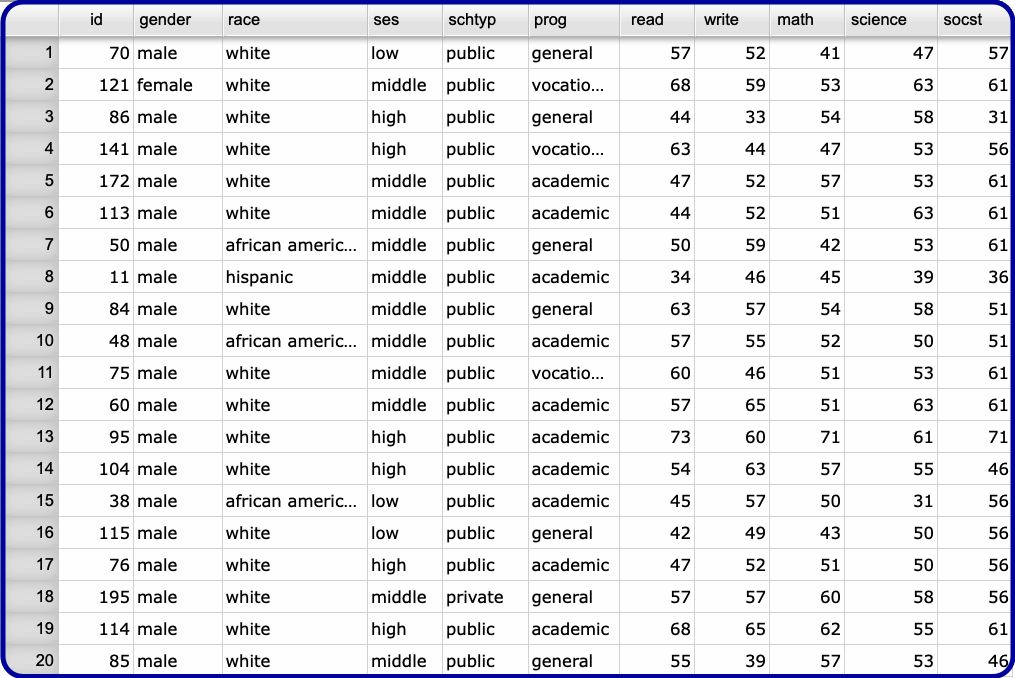 id gender race ses schtyp prog read write math science socst
1 70 male white low public general 57 52 41 47 57
2 121 female white middle public vocatio... 68 59 53 63 61
3 86 male white high public general 44 33 54 58 31
4 141 male white high public vocatio... 63 44 47 53 56
5 172 male white middle public academic 47 52 57 53 61
6 113 male white middle public academic 44 52 51 63 61
7 50 male african americ... middle public general 50 59 42 53 61
8 11 male hispanic middle public academic 34 46 45 39 36
9 84 male white middle public general 63 57 54 58 51
10 48 male african americ... middle public academic 57 55 52 50 51
11 75 male white middle public vocatio... 60 46 51 53 61
12 60 male white middle public academic 57 65 51 63 61
13 95 male white high public academic 73 60 71 61 71
14 104 male white high public academic 54 63 57 55 46
15 38 male african americ... low public academic 45 57 50 31 56
16 115 male white low public general 42 49 43 50 56
17 76 male white high public academic 47 52 51 50 56
18 195 male white middle private general 57 57 60 58 56
19 114 male white high public academic 68 65 62 55 61
20 85 male white middle public general 55 39 57 53 46